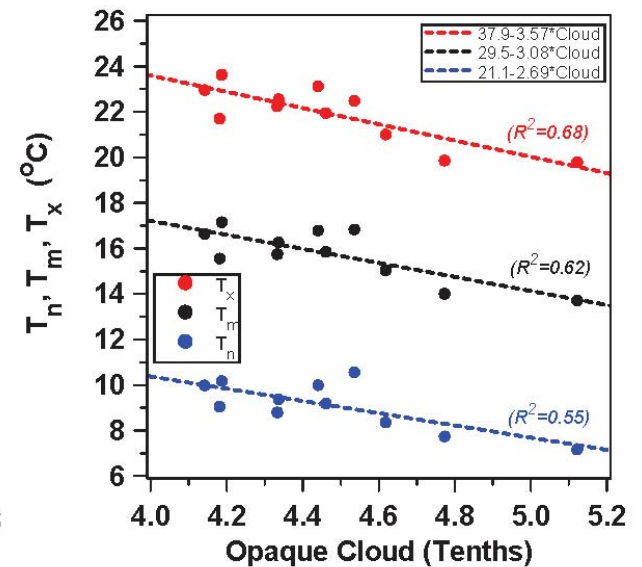 26
24
22
20
18
16
14
12
10
8
6
T_n, T_m, T_x (°C)
37.9-3.57*Cloud
29.5-3.08*Cloud
21.1-2.69*Cloud
(R²=0.68)
(R²=0.62)
T_x
T_m
T_n
(R²=0.55)
4.0 4.2 4.4 4.6 4.8 5.0 5.2
Opaque Cloud (Tenths)